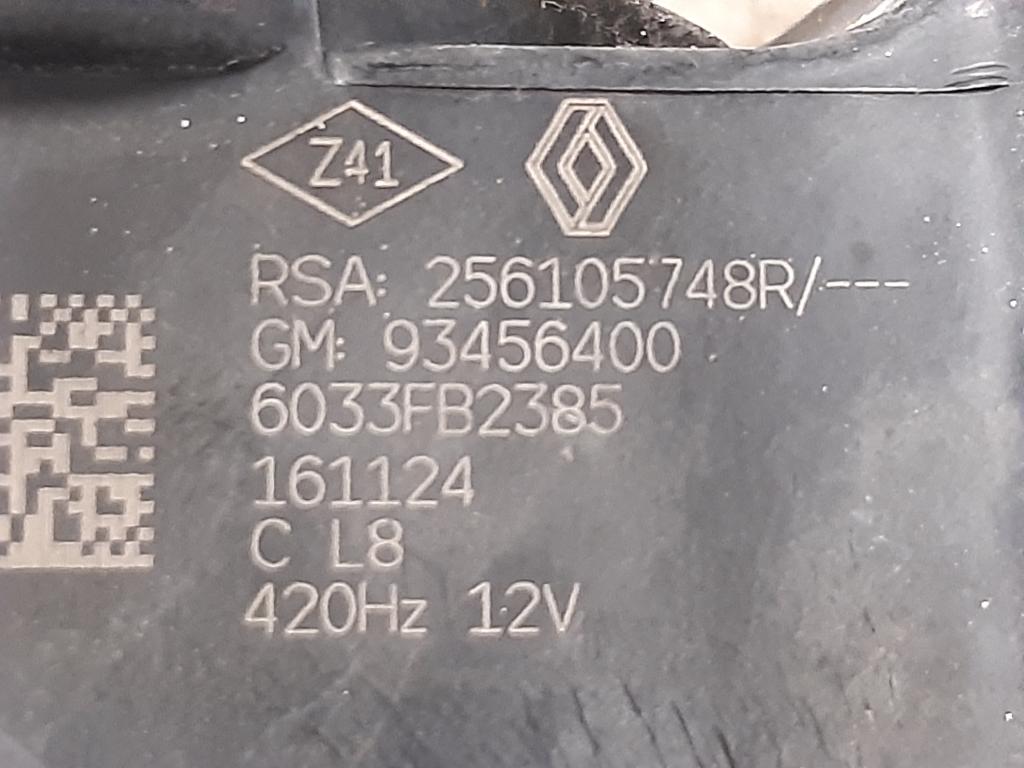 Z41
RSA: 256105748R/---
GM: 93456400
6033FB2385
161124
C L8
420Hz 12V